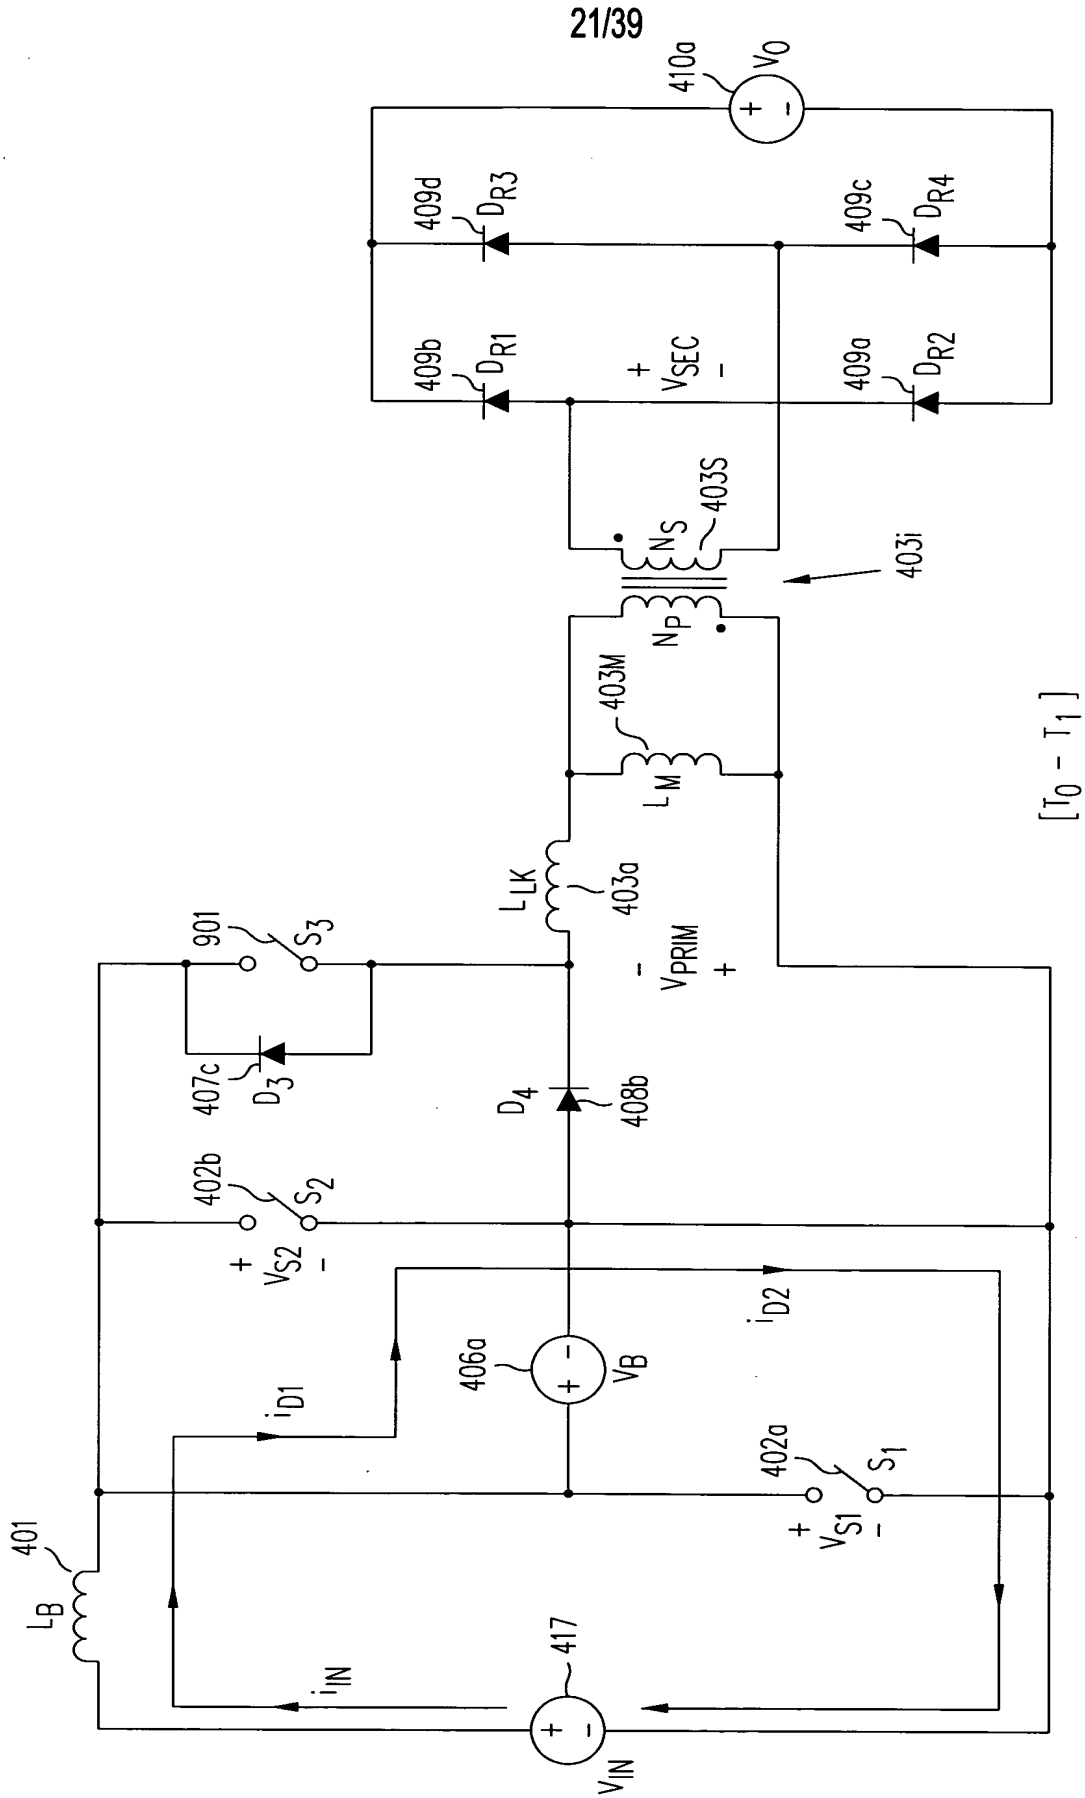 21/39
401
LB
iIN
417
VIN
+
-
iD1
iD2
406a
+
-
VB
402a
S1
+
VS1
-
402b
S2
+
VS2
-
407c
D3
901
S3
D4
408b
LLK
403a
-
VPRIM
+
403M
LM
NP
NS
403S
403i
409b
DR1
409d
DR3
+
VSEC
-
409a
DR2
409c
DR4
410a
+
-
VO
[T0 - T1]